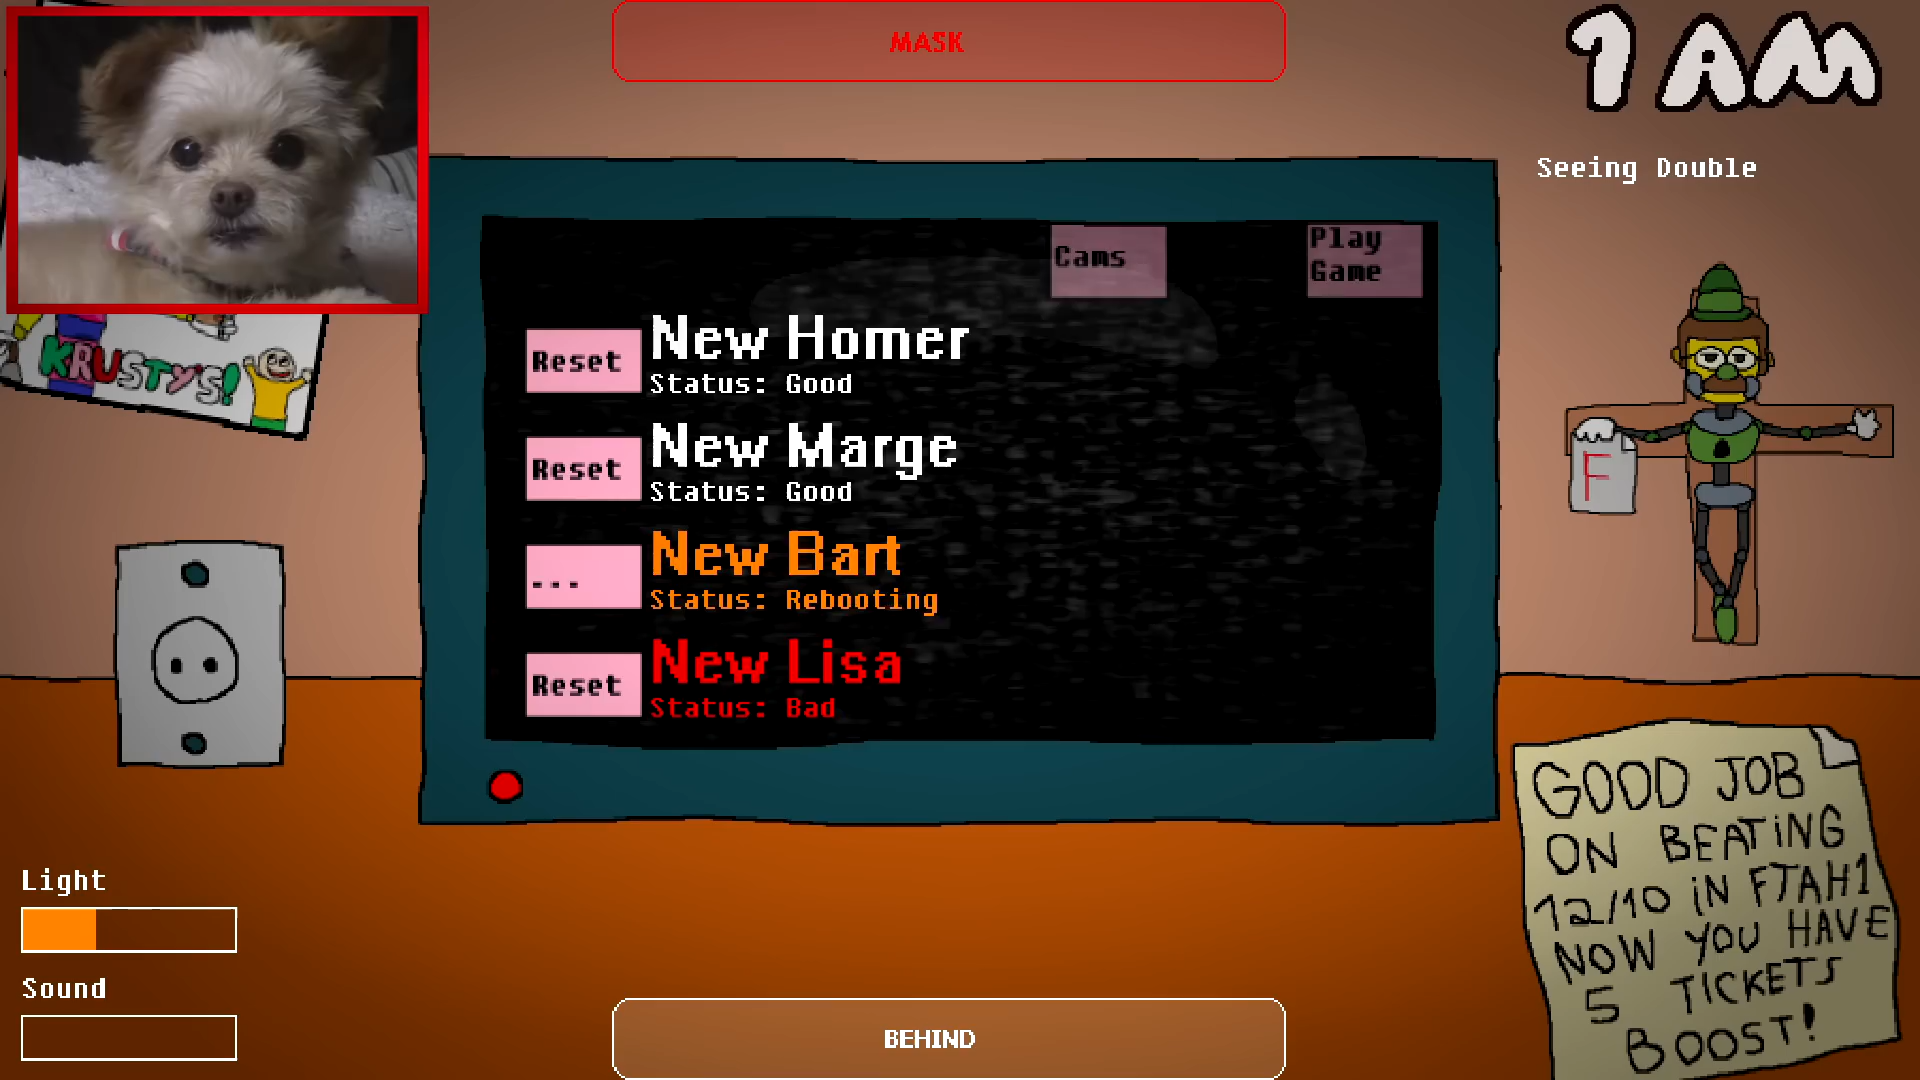 MASK
1 AM
Seeing Double
Cams
Play
Game
KRUSTY'S!
Reset
New Homer
Status: Good
Reset
New Marge
Status: Good
...
New Bart
Status: Rebooting
Reset
New Lisa
Status: Bad
F
GOOD JOB
ON BEATiNG
12/10 iN FTAH1
NOW YOU HAVE
5 TiCKETS
BOOST!
Light
Sound
BEHIND